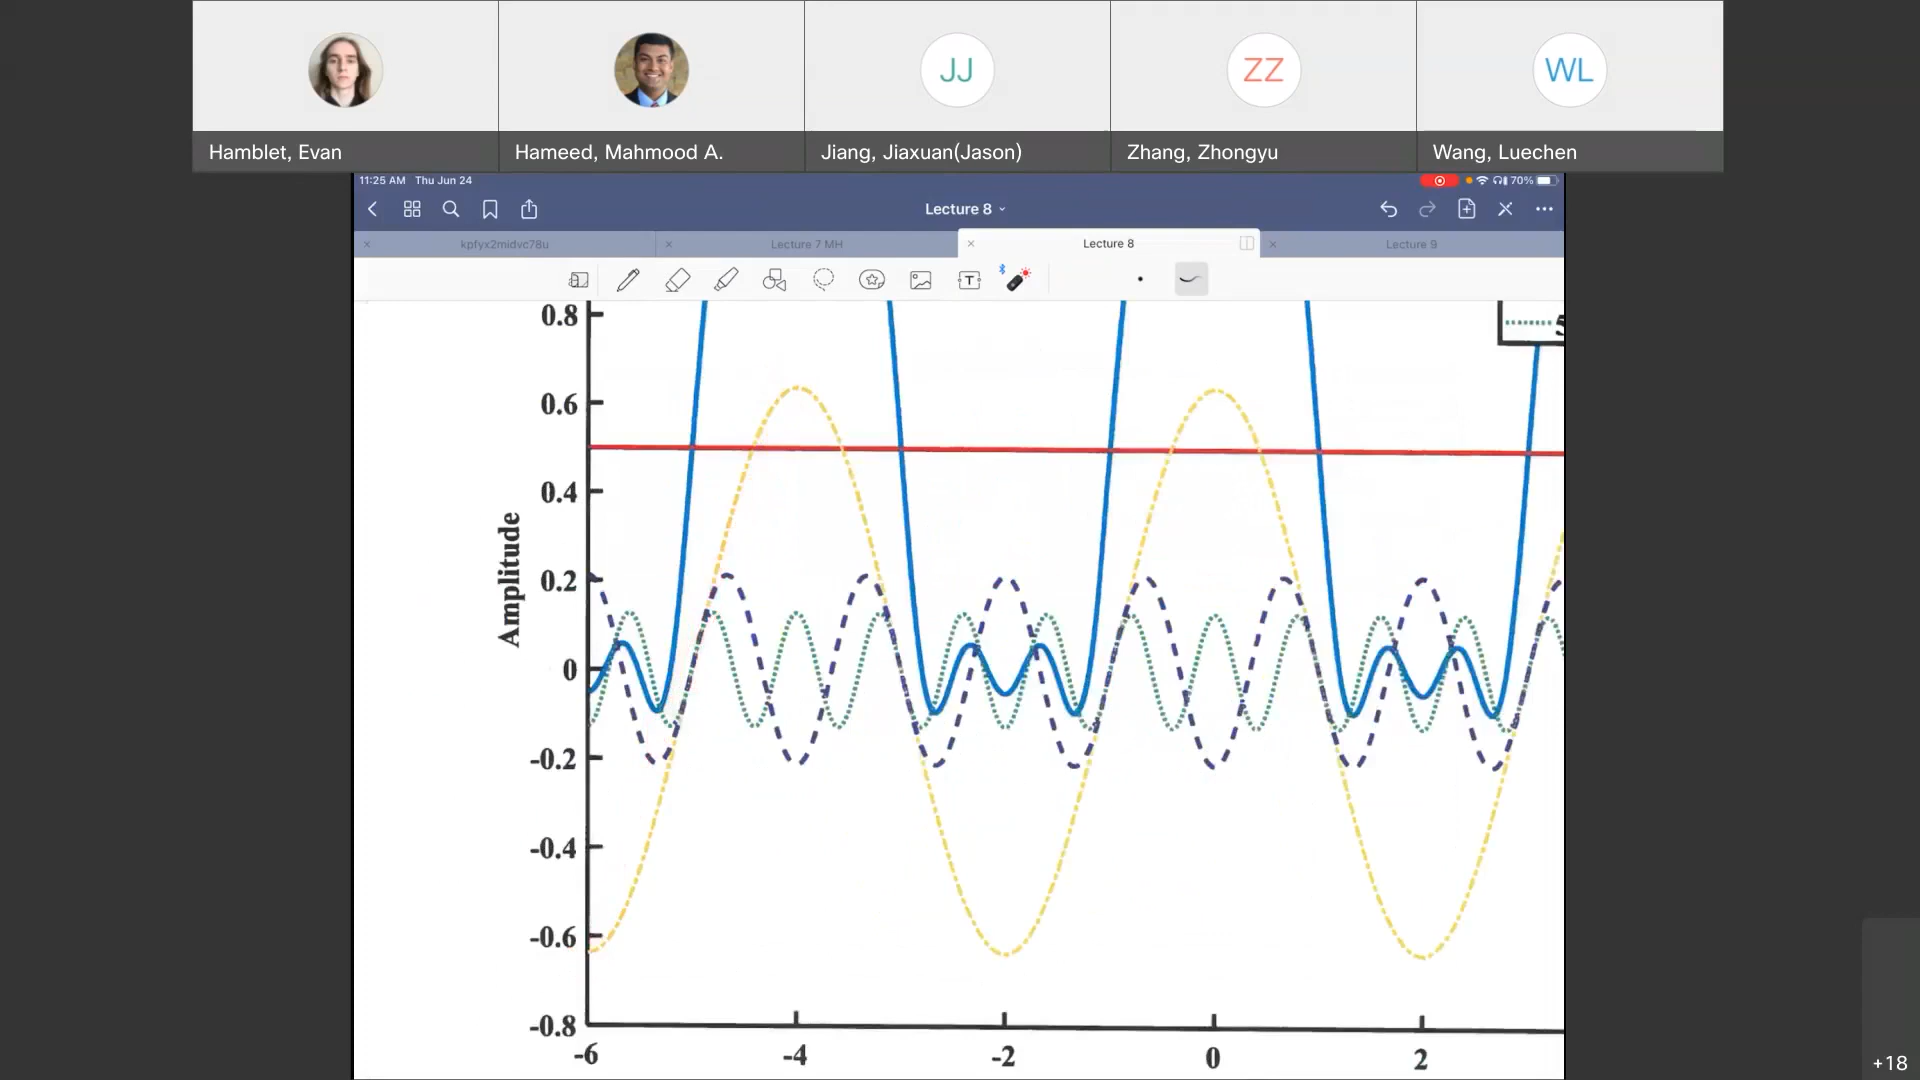 JJ
ZZ
WL
Hamblet, Evan
Hameed, Mahmood A.
Jiang, Jiaxuan(Jason)
Zhang, Zhongyu
Wang, Luechen
11:25 AM Thu Jun 24
70%
Lecture 8
kpfyx2midvc78u
Lecture 7 MH
Lecture 8
Lecture 9
T
0.8
0.6
0.4
0.2
0
-0.2
-0.4
-0.6
-0.8
Amplitude
-6
-4
-2
0
2
+18